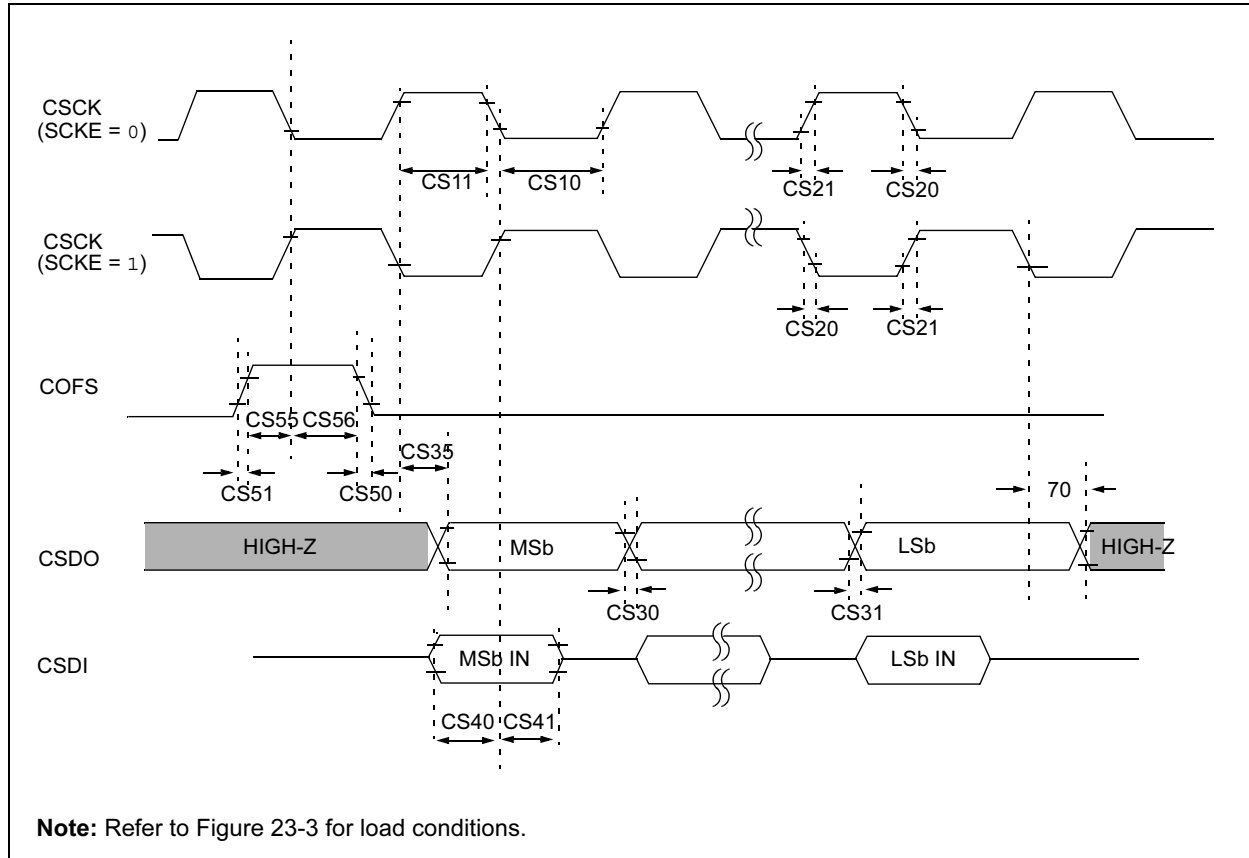 CSCK
(SCKE = 0)
CS11
CS10
CS21
CS20
CSCK
(SCKE = 1)
CS20
CS21
COFS
CS55
CS56
CS35
CS51
CS50
70
CSDO
HIGH-Z
MSb
LSb
HIGH-Z
CS30
CS31
CSDI
MSb IN
LSb IN
CS40
CS41
Note: Refer to Figure 23-3 for load conditions.